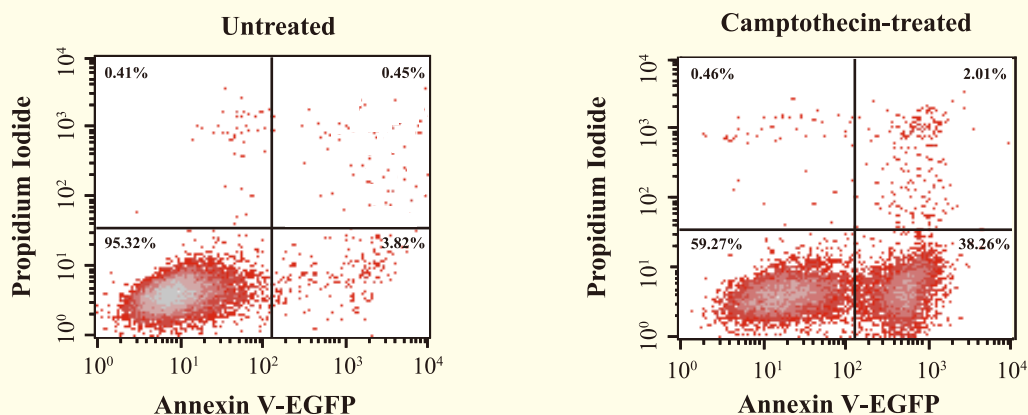 Untreated
Propidium Iodide
10^4
10^3
10^2
10^1
10^0
0.41%
0.45%
95.32%
3.82%
10^0 10^1 10^2 10^3 10^4
Annexin V-EGFP
Camptothecin-treated
Propidium Iodide
10^4
10^3
10^2
10^1
10^0
0.46%
2.01%
59.27%
38.26%
10^0 10^1 10^2 10^3 10^4
Annexin V-EGFP